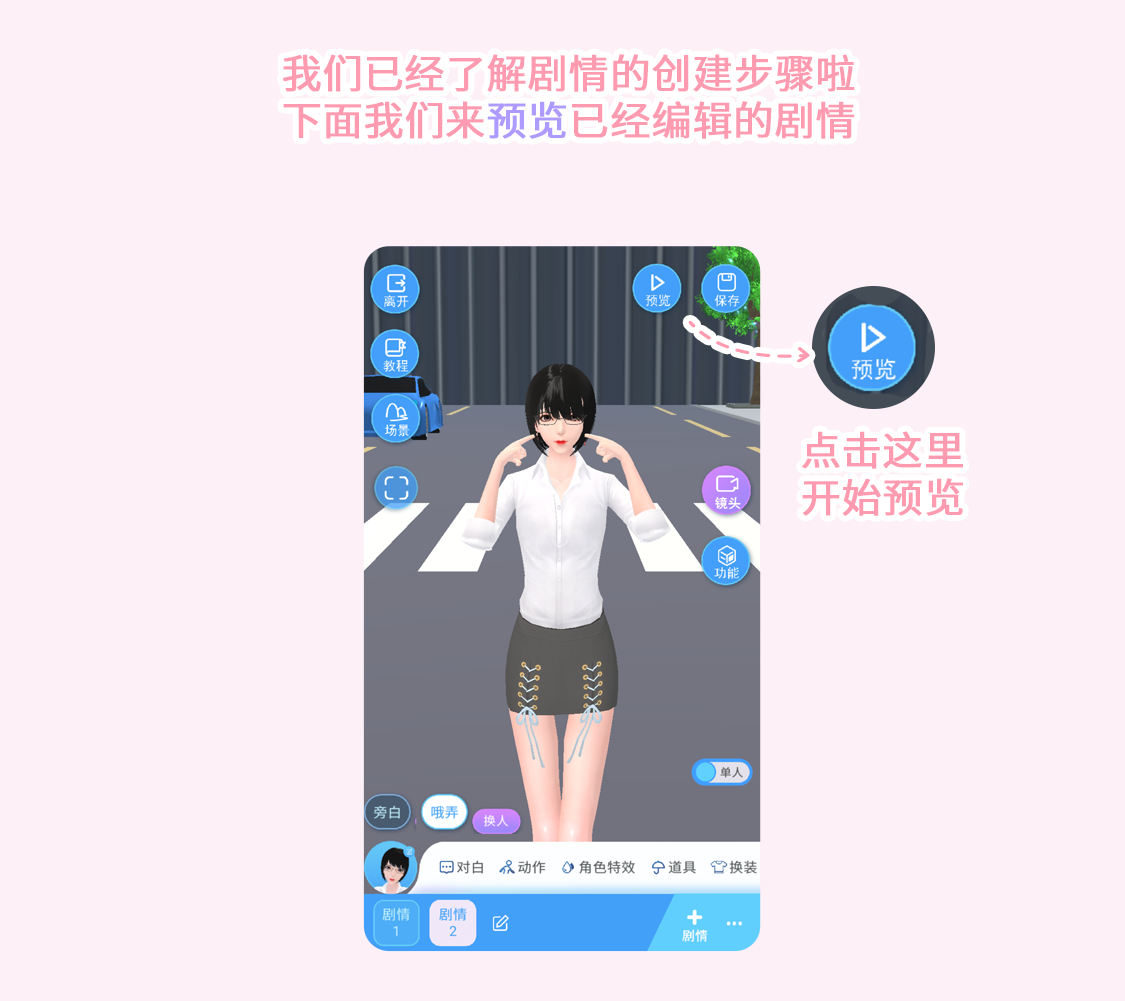 我们已经了解剧情的创建步骤啦
下面我们来预览已经编辑的剧情
离开
预览
保存
教程
场景
预览
点击这里
开始预览
镜头
功能
单人
旁白
哦弄
换人
对白
动作
角色特效
道具
换装
剧情
1
剧情
2
剧情